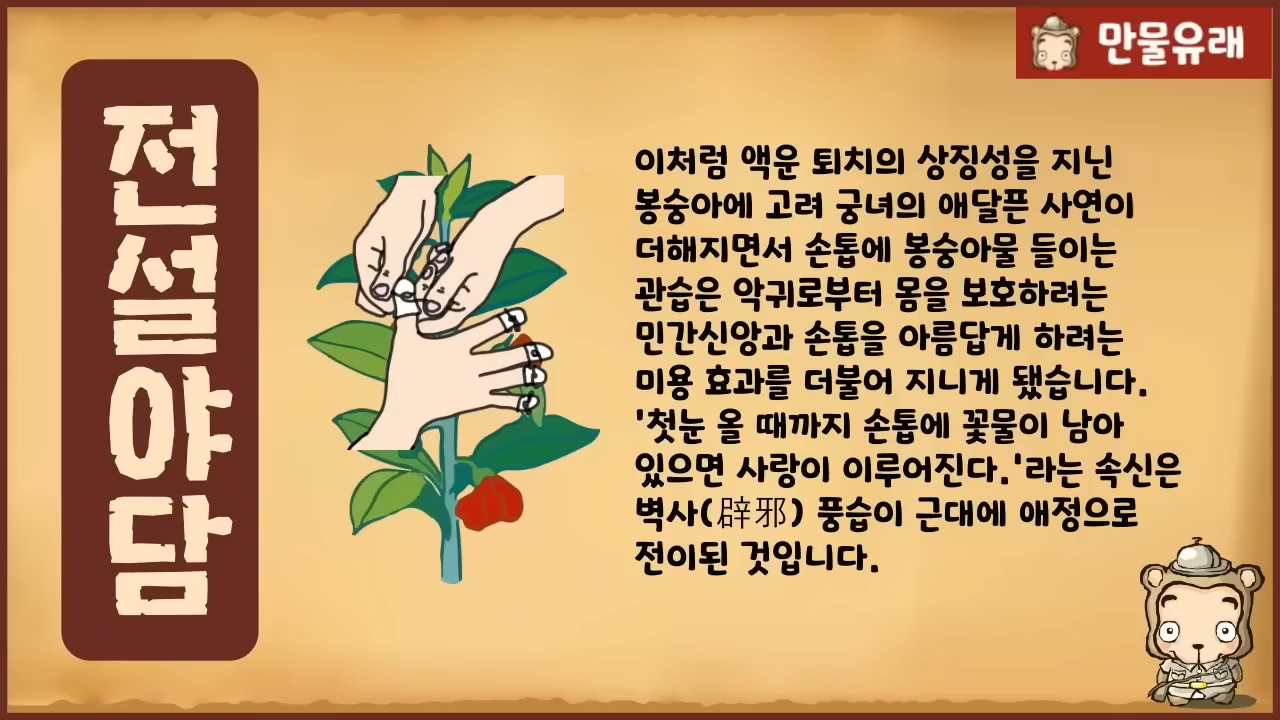 만물유래
전설야담
이처럼 액운 퇴치의 상징성을 지닌
봉숭아에 고려 궁녀의 애달픈 사연이
더해지면서 손톱에 봉숭아물 들이는
관습은 악귀로부터 몸을 보호하려는
민간신앙과 손톱을 아름답게 하려는
미용 효과를 더불어 지니게 됐습니다.
'첫눈 올 때까지 손톱에 꽃물이 남아
있으면 사랑이 이루어진다.'라는 속신은
벽사(辟邪) 풍습이 근대에 애정으로
전이된 것입니다.